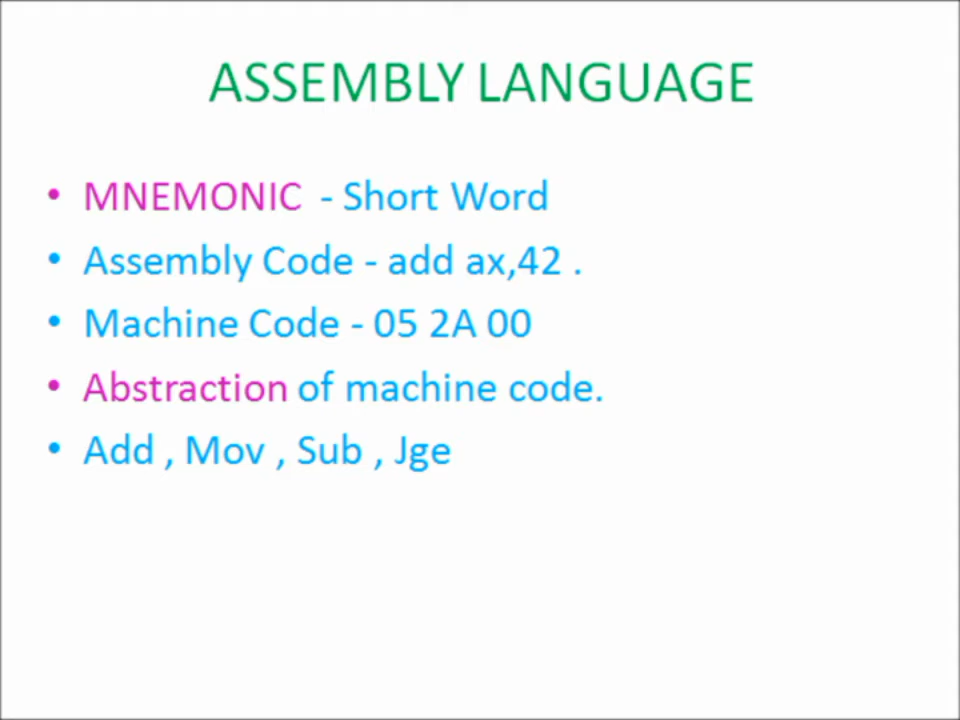 ASSEMBLY LANGUAGE
• MNEMONIC - Short Word
• Assembly Code - add ax,42 .
• Machine Code - 05 2A 00
• Abstraction of machine code.
• Add , Mov , Sub , Jge